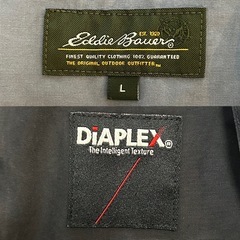 EST. 1920
Eddie Bauer
FINEST QUALITY CLOTHING 100% GUARANTEED
THE ORIGINAL OUTDOOR OUTFITTER
L
DiAPLEX®
The Intelligent Texture